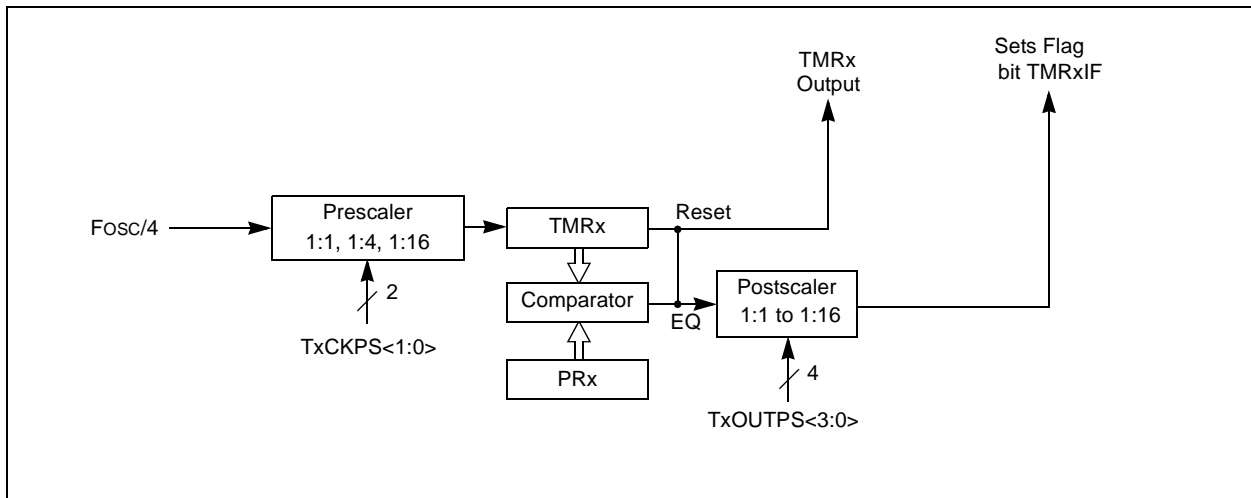 TMRx
Output
Sets Flag
bit TMRxIF
Fosc/4
Prescaler
1:1, 1:4, 1:16
2
TxCKPS<1:0>
TMRx
Reset
Comparator
EQ
PRx
Postscaler
1:1 to 1:16
4
TxOUTPS<3:0>